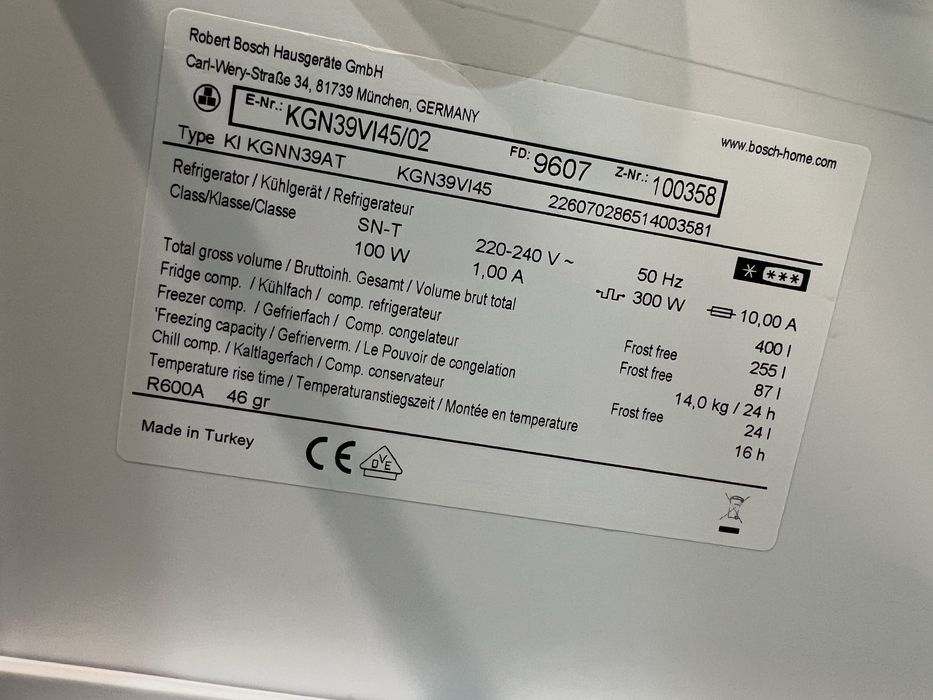 Robert Bosch Hausgeräte GmbH
Carl-Wery-Straße 34, 81739 München, GERMANY
www.bosch-home.com
E-Nr.: KGN39VI45/02 FD: 9607 Z-Nr.: 100358
Type KI KGNN39AT KGN39VI45 226070286514003581
Refrigerator / Kühlgerät / Refrigerateur
Class/Klasse/Classe SN-T 220-240 V ~ 50 Hz * ***
100 W 1,00 A 300 W 10,00 A
Total gross volume / Bruttoinh. Gesamt / Volume brut total 400 l
Fridge comp. / Kühlfach / comp. refrigerateur Frost free 255 l
Freezer comp. / Gefrierfach / Comp. congelateur Frost free 87 l
'Freezing capacity / Gefrierverm. / Le Pouvoir de congelation 14,0 kg / 24 h
Chill comp. / Kaltlagerfach / Comp. conservateur Frost free 24 l
Temperature rise time / Temperaturanstiegszeit / Montée en temperature 16 h
R600A 46 gr
Made in Turkey CE DVE